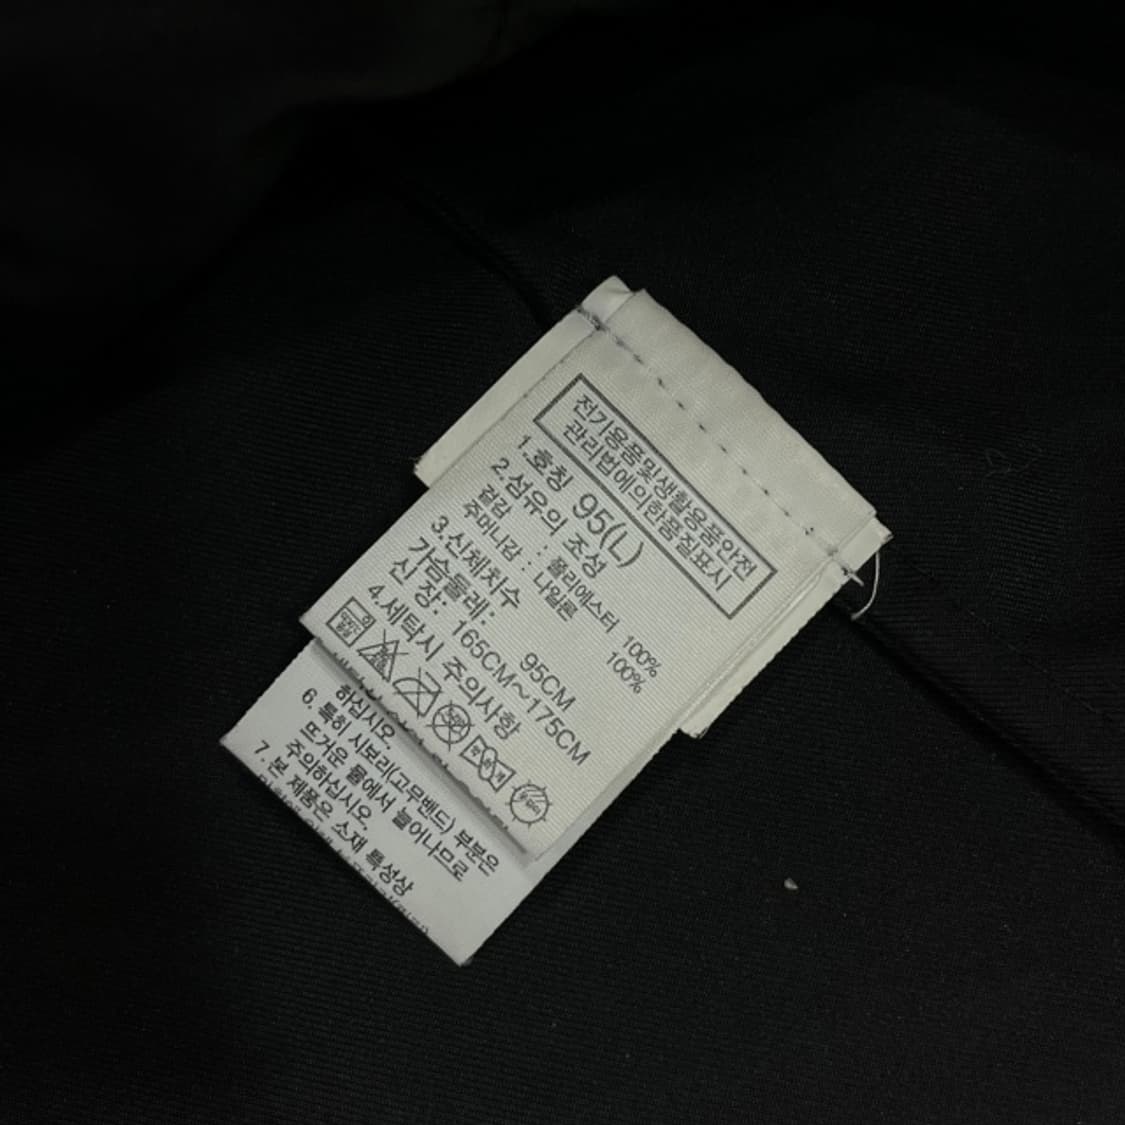 전기용품및생활용품안전
관리법에의한품질표시
1.호칭 95(L)
2.섬유의 조성
겉감 : 폴리에스터 100%
주머니감 : 나일론 100%
3.신체치수
가슴둘레: 95CM
신 장: 165CM~175CM
4.세탁시 주의사항
하십시오.
6. 특히 시보리(고무밴드) 부분은
뜨거운 물에서 늘어나므로
주의하십시오.
7. 본 제품은 소재 특성상